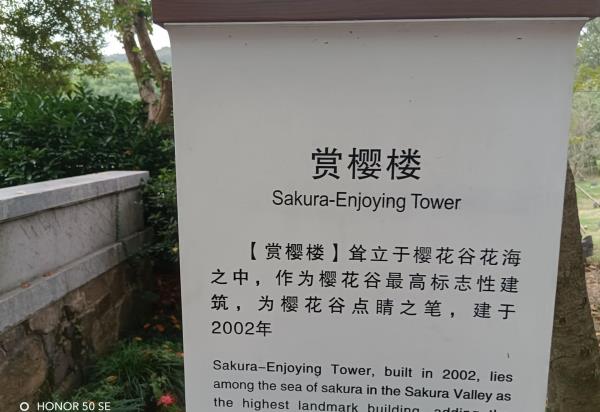 赏樱楼
Sakura-Enjoying Tower
【赏樱楼】耸立于樱花谷花海
之中，作为樱花谷最高标志性建
筑，为樱花谷点睛之笔，建于
2002年
Sakura-Enjoying Tower, built in 2002, lies
among the sea of sakura in the Sakura Valley as
the highest landmark building, adding the
HONOR 50 SE